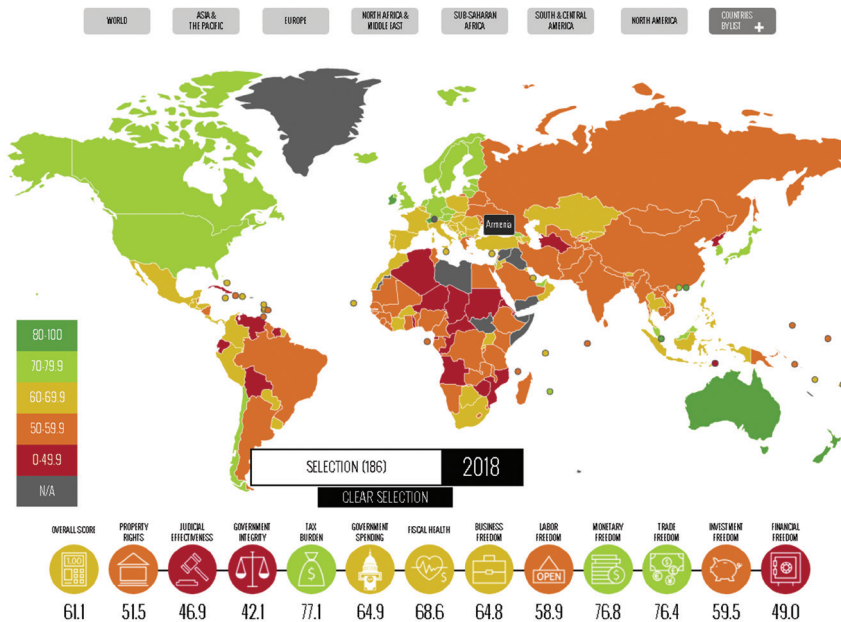 WORLD
ASIA &
THE PACIFIC
EUROPE
NORTH AFRICA &
MIDDLE EAST
SUB-SAHARAN
AFRICA
SOUTH & CENTRAL
AMERICA
NORTH AMERICA
COUNTRIES
BY LIST +
Armenia
80-100
70-79.9
60-69.9
50-59.9
0-49.9
N/A
SELECTION (186)
2018
CLEAR SELECTION
OVERALL SCORE
PROPERTY
RIGHTS
JUDICIAL
EFFECTIVENESS
GOVERNMENT
INTEGRITY
TAX
BURDEN
GOVERNMENT
SPENDING
FISCAL HEALTH
BUSINESS
FREEDOM
LABOR
FREEDOM
MONETARY
FREEDOM
TRADE
FREEDOM
INVESTMENT
FREEDOM
FINANCIAL
FREEDOM
1.00
$
$
OPEN
$
61.1 51.5 46.9 42.1 77.1 64.9 68.6 64.8 58.9 76.8 76.4 59.5 49.0